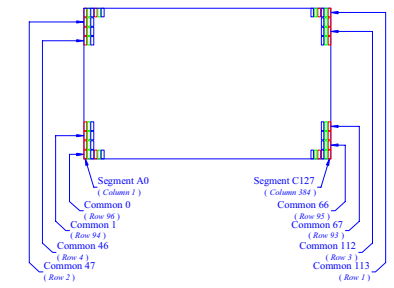 Segment A0
( Column 1 )
Segment C127
( Column 384 )
Common 0
( Row 96 )
Common 66
( Row 95 )
Common 1
( Row 94 )
Common 67
( Row 93 )
Common 46
( Row 4 )
Common 112
( Row 3 )
Common 47
( Row 2 )
Common 113
( Row 1 )